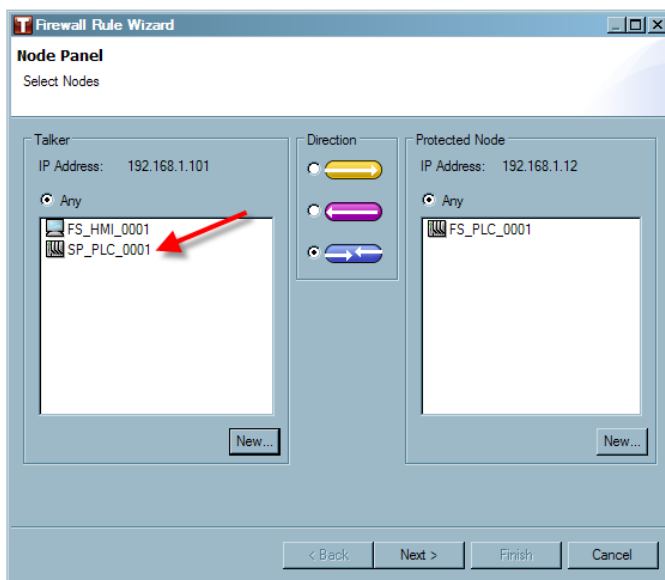 Firewall Rule Wizard
Node Panel
Select Nodes
Talker
IP Address: 192.168.1.101
Any
FS_HMI_0001
SP_PLC_0001
New...
Direction
Protected Node
IP Address: 192.168.1.12
Any
FS_PLC_0001
New...
< Back
Next >
Finish
Cancel